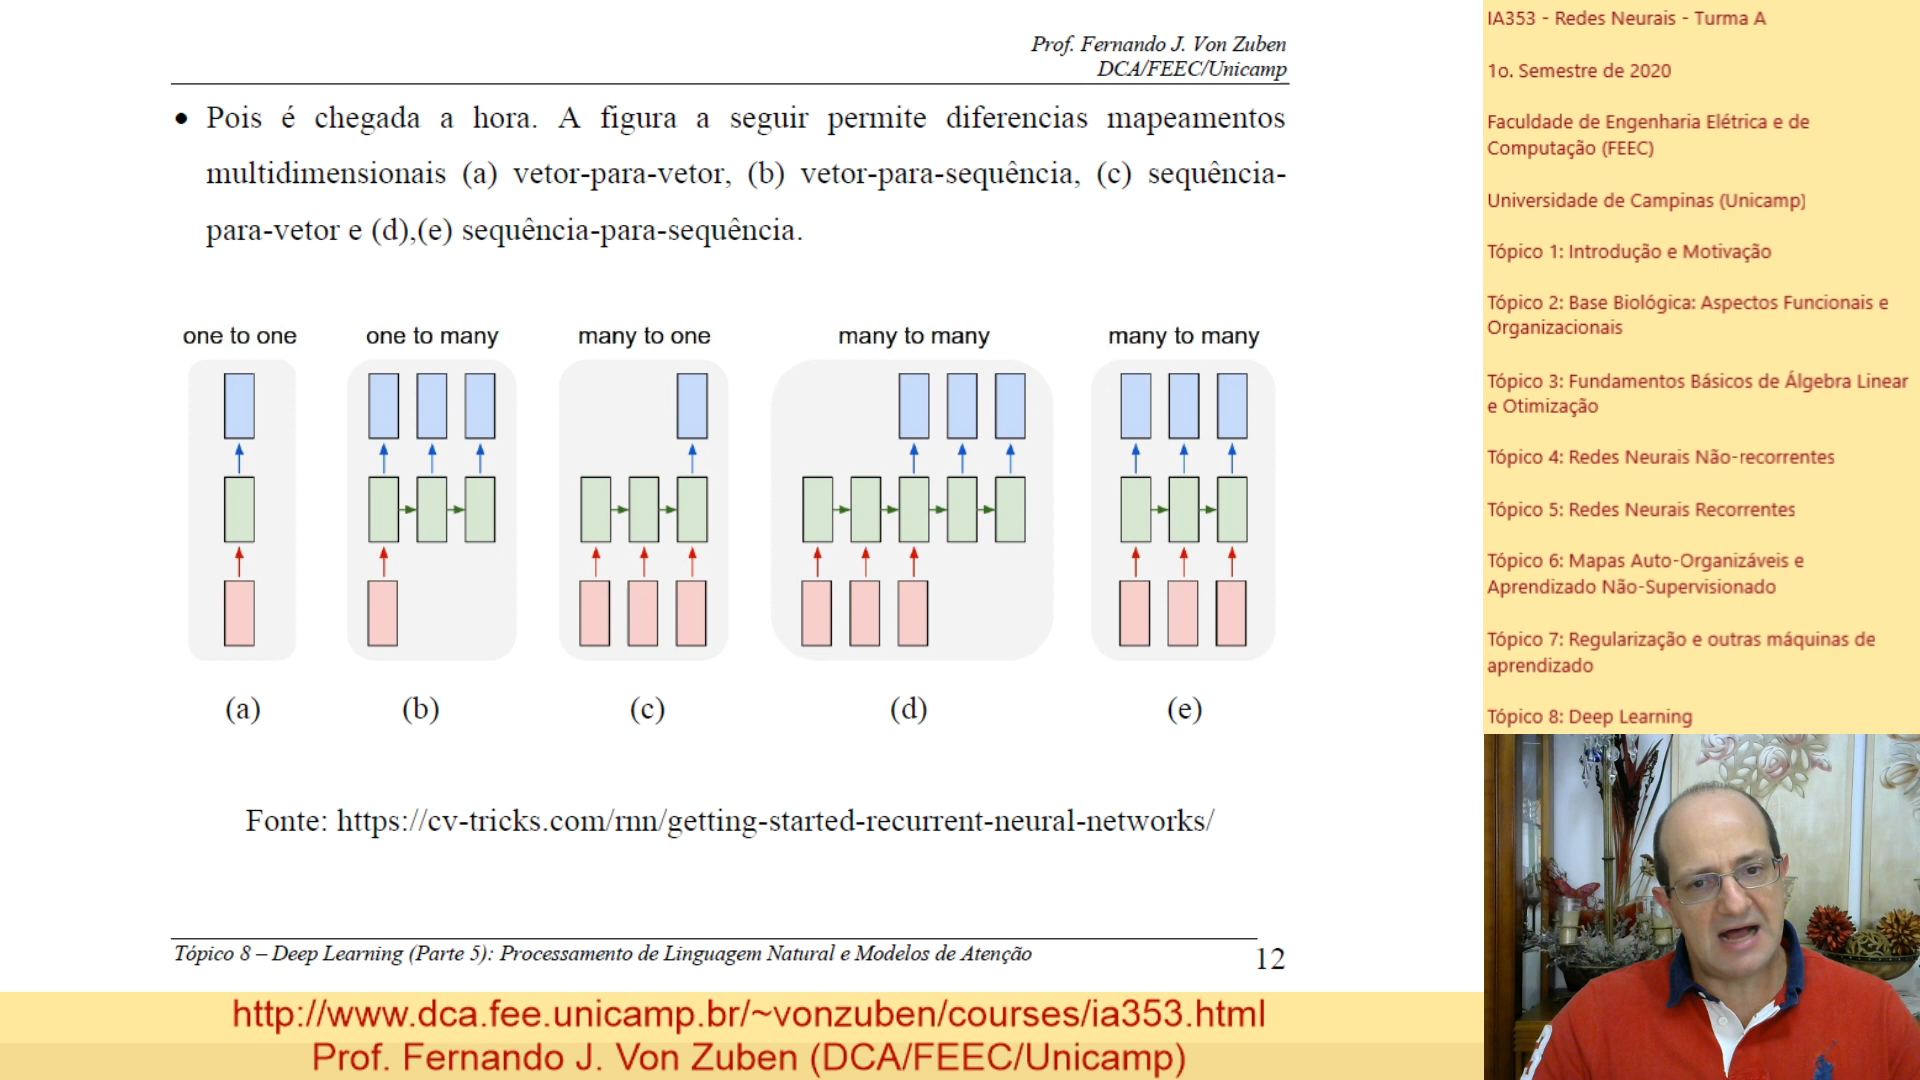 Prof. Fernando J. Von Zuben
DCA/FEEC/Unicamp
• Pois é chegada a hora. A figura a seguir permite diferencias mapeamentos
multidimensionais (a) vetor-para-vetor, (b) vetor-para-sequência, (c) sequência-
para-vetor e (d),(e) sequência-para-sequência.
one to one one to many many to one many to many many to many
(a) (b) (c) (d) (e)
Fonte: https://cv-tricks.com/rnn/getting-started-recurrent-neural-networks/
Tópico 8 – Deep Learning (Parte 5): Processamento de Linguagem Natural e Modelos de Atenção 12
http://www.dca.fee.unicamp.br/~vonzuben/courses/ia353.html
Prof. Fernando J. Von Zuben (DCA/FEEC/Unicamp)
IA353 - Redes Neurais - Turma A
1o. Semestre de 2020
Faculdade de Engenharia Elétrica e de
Computação (FEEC)
Universidade de Campinas (Unicamp)
Tópico 1: Introdução e Motivação
Tópico 2: Base Biológica: Aspectos Funcionais e
Organizacionais
Tópico 3: Fundamentos Básicos de Álgebra Linear
e Otimização
Tópico 4: Redes Neurais Não-recorrentes
Tópico 5: Redes Neurais Recorrentes
Tópico 6: Mapas Auto-Organizáveis e
Aprendizado Não-Supervisionado
Tópico 7: Regularização e outras máquinas de
aprendizado
Tópico 8: Deep Learning